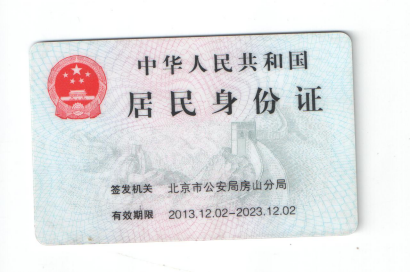 中华人民共和国
居民身份证
签发机关 北京市公安局房山分局
有效期限 2013.12.02-2023.12.02